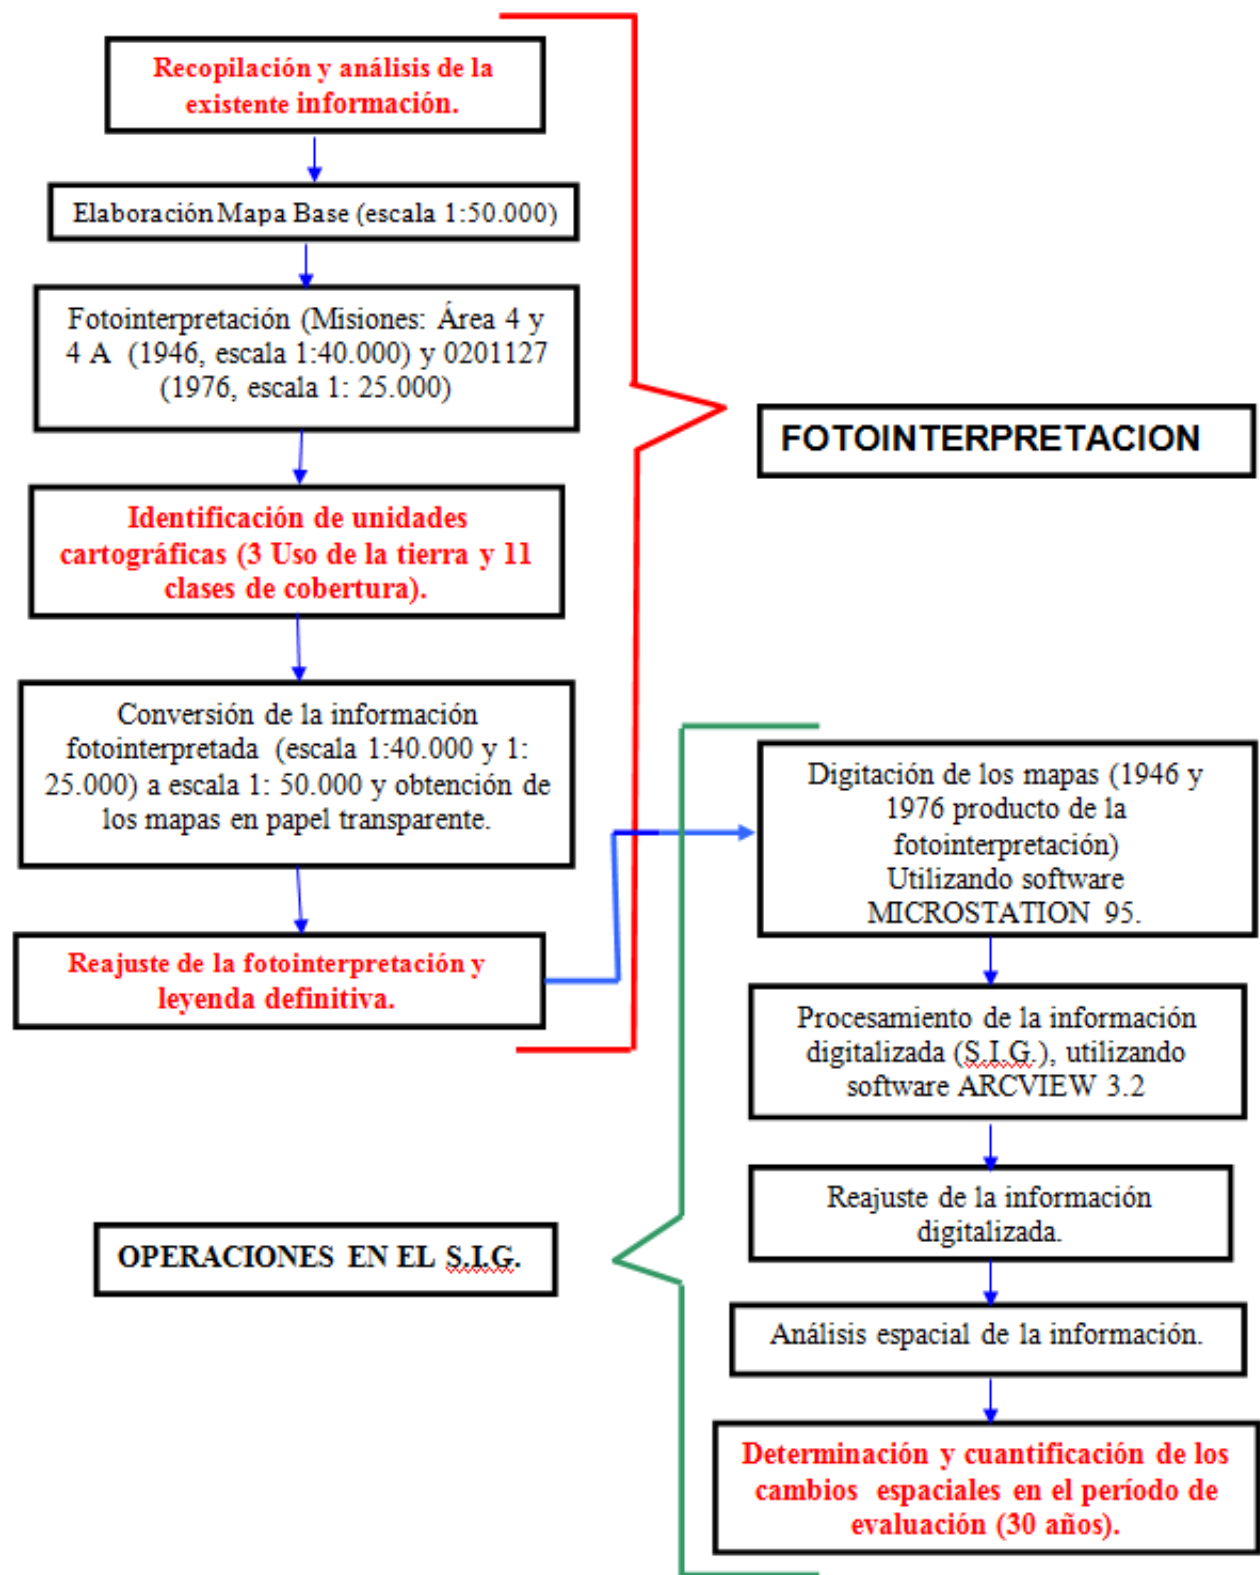 Recopilación y análisis de la
existente información.
Elaboración Mapa Base (escala 1:50.000)
Fotointerpretación (Misiones: Área 4 y
4 A (1946, escala 1:40.000) y 0201127
(1976, escala 1: 25.000)
Identificación de unidades
cartográficas (3 Uso de la tierra y 11
clases de cobertura).
Conversión de la información
fotointerpretada (escala 1:40.000 y 1:
25.000) a escala 1: 50.000 y obtención de
los mapas en papel transparente.
Reajuste de la fotointerpretación y
leyenda definitiva.
FOTOINTERPRETACION
Digitación de los mapas (1946 y
1976 producto de la
fotointerpretación)
Utilizando software
MICROSTATION 95.
Procesamiento de la información
digitalizada (S.I.G.), utilizando
software ARCVIEW 3.2
Reajuste de la información
digitalizada.
Análisis espacial de la información.
Determinación y cuantificación de los
cambios espaciales en el período de
evaluación (30 años).
OPERACIONES EN EL S.I.G.